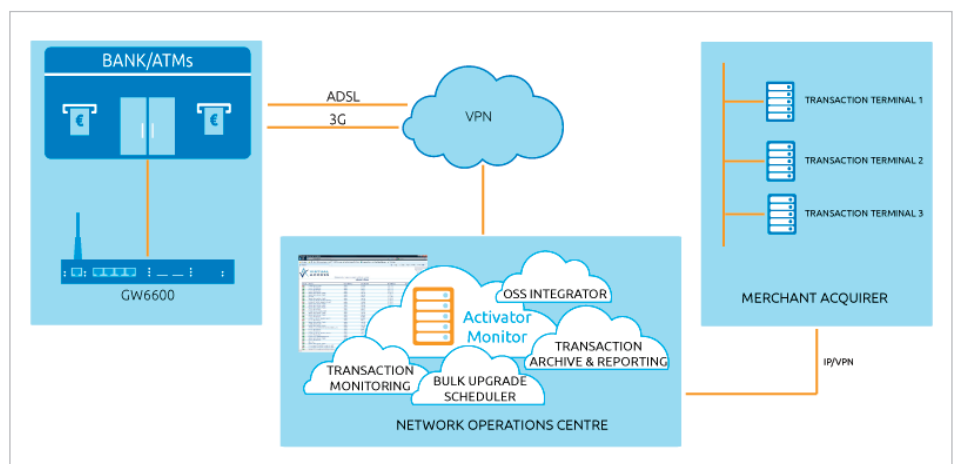 BANK/ATMs
€
€
GW6600
ADSL
3G
VPN
OSS INTEGRATOR
Activator
Monitor
TRANSACTION
ARCHIVE & REPORTING
TRANSACTION
MONITORING
BULK UPGRADE
SCHEDULER
NETWORK OPERATIONS CENTRE
TRANSACTION TERMINAL 1
TRANSACTION TERMINAL 2
TRANSACTION TERMINAL 3
MERCHANT ACQUIRER
IP/VPN